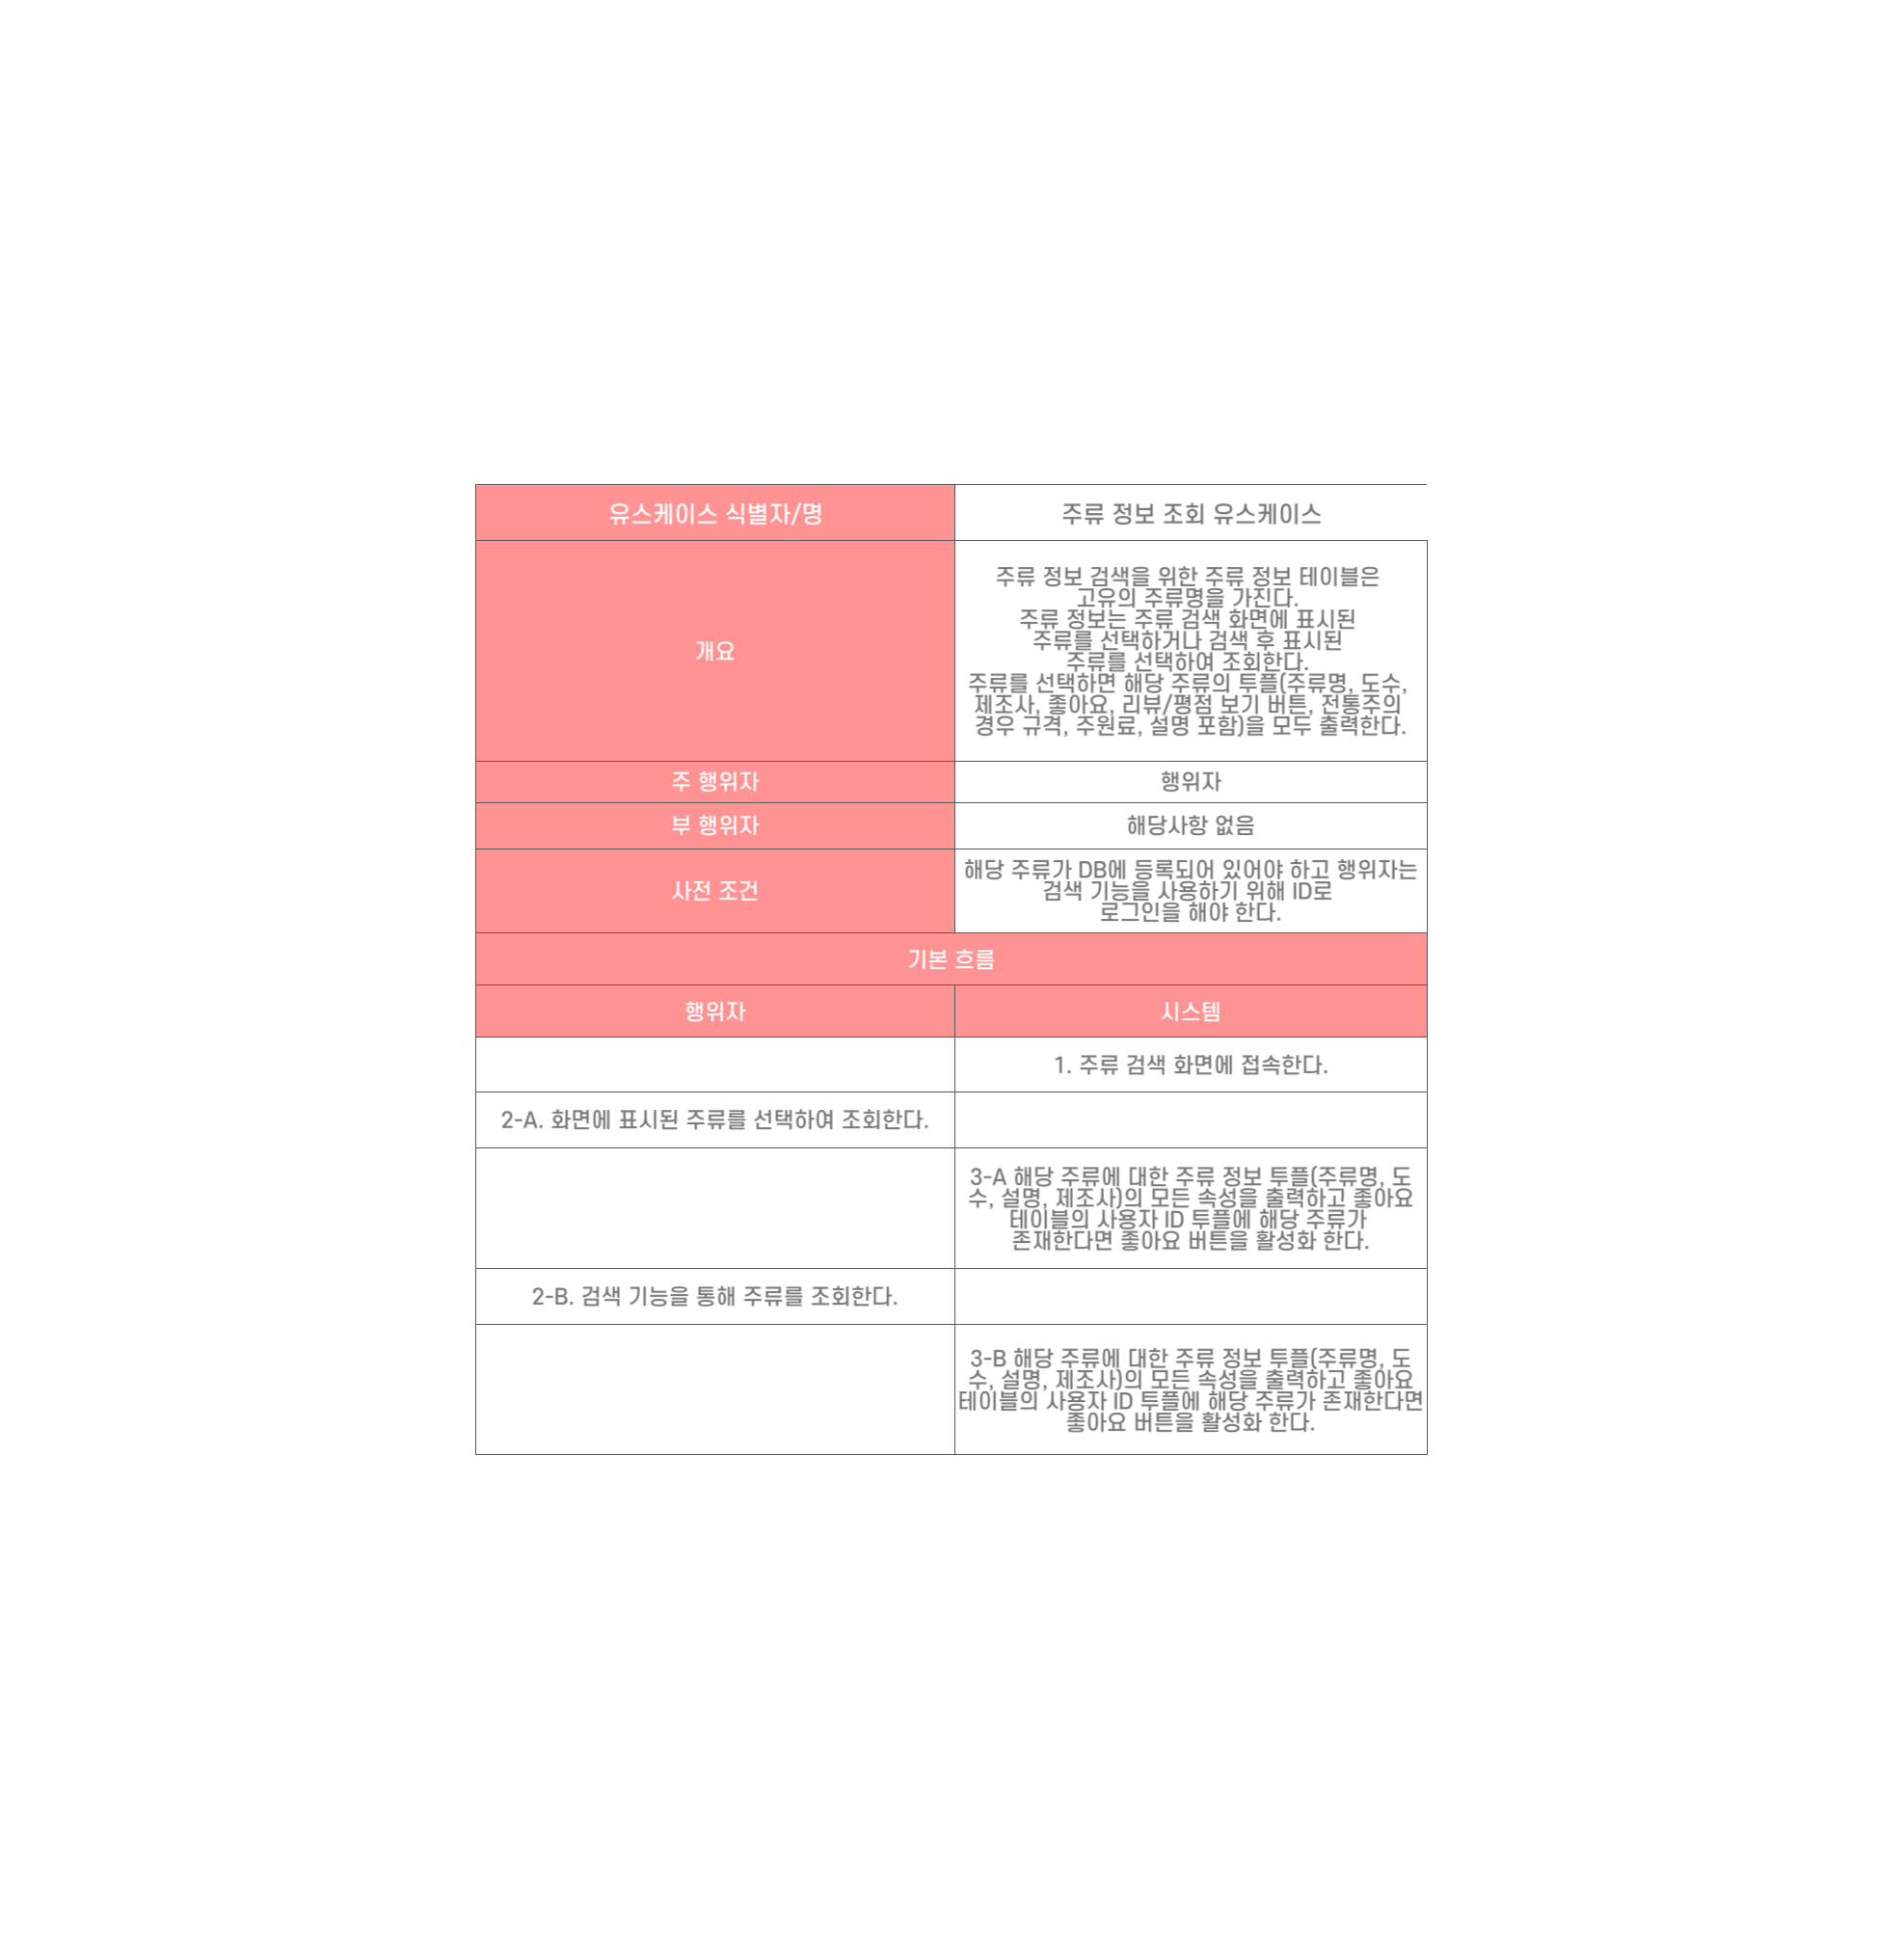 유스케이스 식별자/명
주류 정보 조회 유스케이스
개요
주류 정보 검색을 위한 주류 정보 테이블은
고유의 주류명을 가진다.
주류 정보는 주류 검색 화면에 표시된
주류를 선택하거나 검색 후 표시된
주류를 선택하여 조회한다.
주류를 선택하면 해당 주류의 투플(주류명, 도수,
제조사, 좋아요, 리뷰/평점 보기 버튼, 전통주의
경우 규격, 주원료, 설명 포함)을 모두 출력한다.
주 행위자
행위자
부 행위자
해당사항 없음
사전 조건
해당 주류가 DB에 등록되어 있어야 하고 행위자는
검색 기능을 사용하기 위해 ID로
로그인을 해야 한다.
기본 흐름
행위자
시스템
1. 주류 검색 화면에 접속한다.
2-A. 화면에 표시된 주류를 선택하여 조회한다.
3-A 해당 주류에 대한 주류 정보 투플(주류명, 도
수, 설명, 제조사)의 모든 속성을 출력하고 좋아요
테이블의 사용자 ID 투플에 해당 주류가
존재한다면 좋아요 버튼을 활성화 한다.
2-B. 검색 기능을 통해 주류를 조회한다.
3-B 해당 주류에 대한 주류 정보 투플(주류명, 도
수, 설명, 제조사)의 모든 속성을 출력하고 좋아요
테이블의 사용자 ID 투플에 해당 주류가 존재한다면
좋아요 버튼을 활성화 한다.